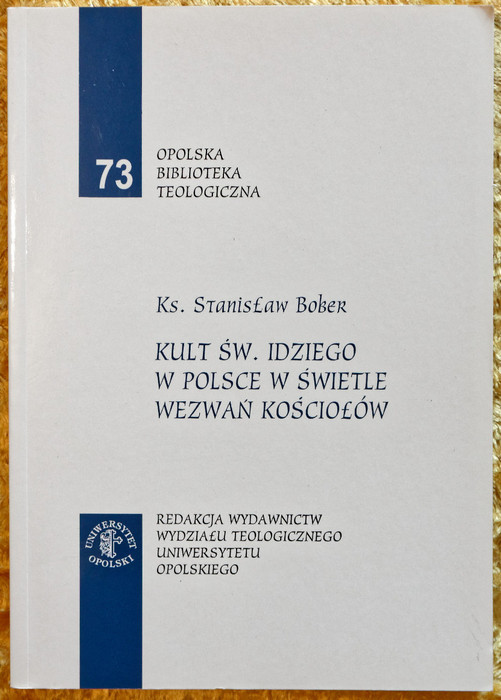 73
OPOLSKA
BIBLIOTEKA
TEOLOGICZNA
Ks. Stanisław Bober
KULT ŚW. IDZIEGO
W POLSCE W ŚWIETLE
WEZWAŃ KOŚCIOŁÓW
UNIWERSYTET
OPOLSKI
REDAKCJA WYDAWNICTW
WYDZIAŁU TEOLOGICZNEGO
UNIWERSYTETU
OPOLSKIEGO